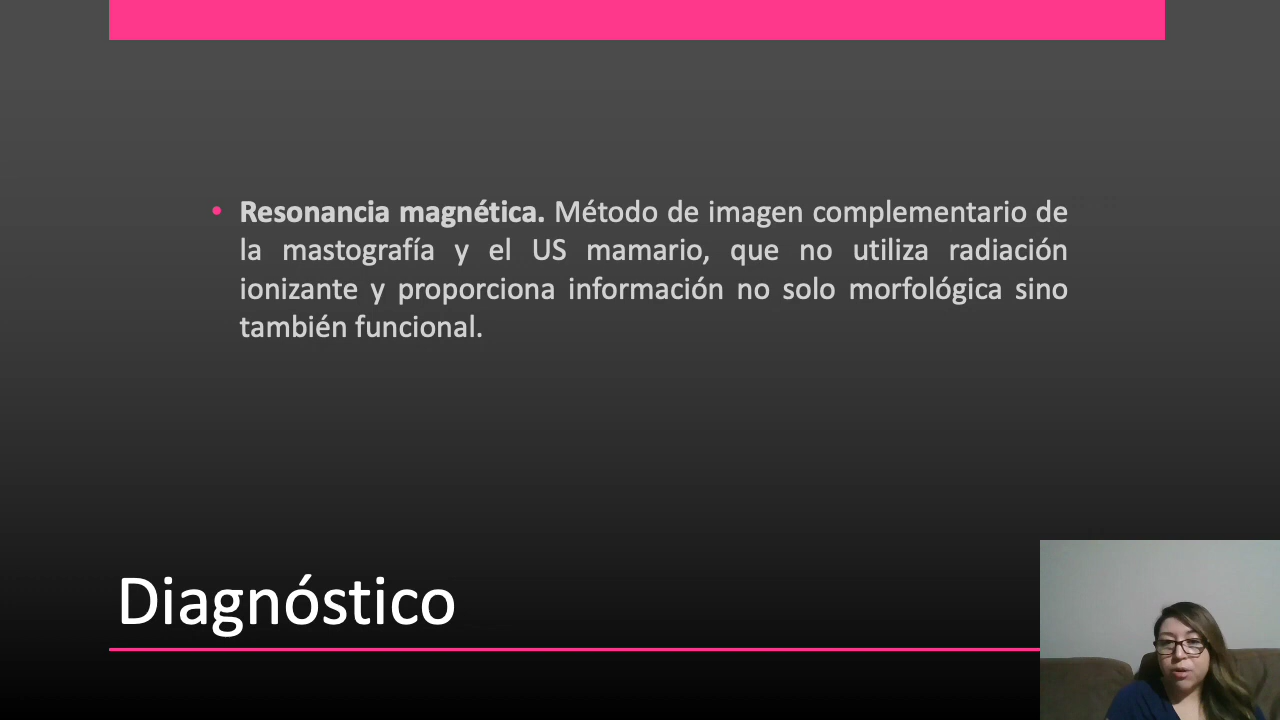 • Resonancia magnética. Método de imagen complementario de
la mastografía y el US mamario, que no utiliza radiación
ionizante y proporciona información no solo morfológica sino
también funcional.
Diagnóstico